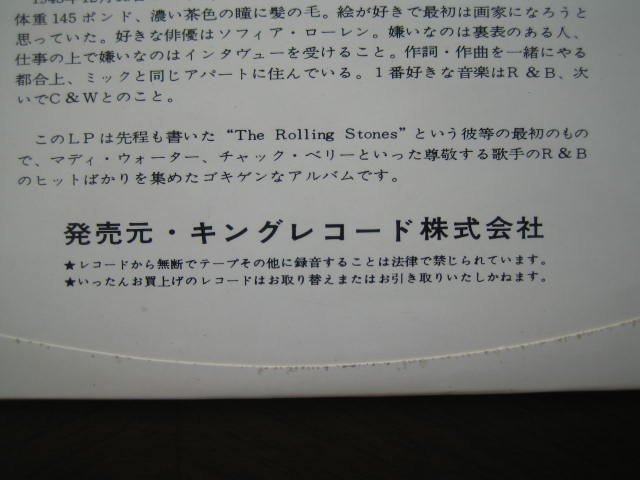 体重145ポンド、濃い茶色の瞳に髪の毛。絵が好きで最初は画家になろうと
思っていた。好きな俳優はソフィア・ローレン。嫌いなのは裏表のある人、
仕事の上で嫌いなのはインタヴューを受けること。作詞・作曲を一緒にやる
都合上、ミックと同じアパートに住んでいる。1番好きな音楽はR&B、次
いでC&Wとのこと。
このLPは先程も書いた“The Rolling Stones”という彼等の最初のもの
で、マディ・ウォーター、チャック・ベリーといった尊敬する歌手のR&B
のヒットばかりを集めたゴキゲンなアルバムです。
発売元・キングレコード株式会社
★レコードから無断でテープその他に録音することは法律で禁じられています。
★いったんお買上げのレコードはお取り替えまたはお引き取りいたしかねます。